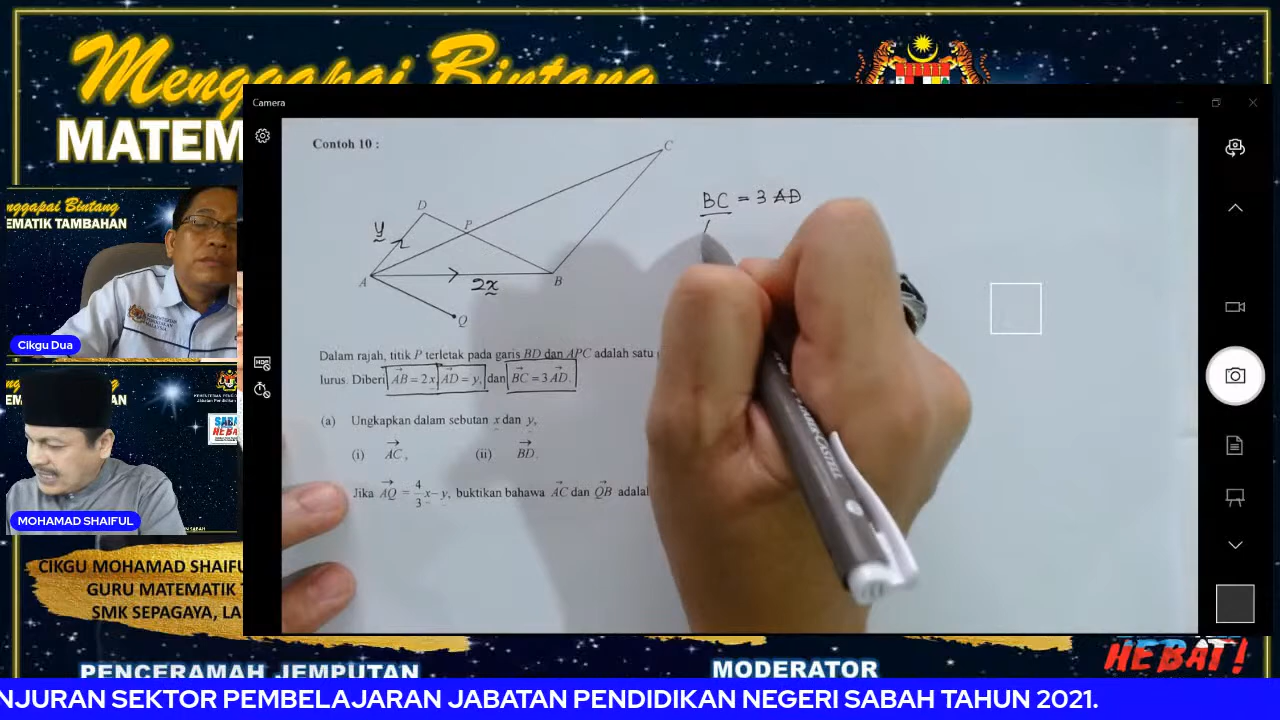 Menggapai Bintang
MATEM
Camera
nggapai Bintang
EMATIK TAMBAHAN
Cikgu Dua
MOHAMAD SHAIFUL
CIKGU MOHAMAD SHAIFU
GURU MATEMATIK T
SMK SEPAGAYA, LA
Contoh 10 :
C
D
P
A
B
Q
y
2x
BC = 3 AD
Dalam rajah, titik P terletak pada garis BD dan APC adalah satu
lurus. Diberi AB = 2x, AD = y, dan BC = 3 AD.
(a) Ungkapkan dalam sebutan x dan y,
(i) AC , (ii) BD.
Jika AQ = 4/3 x – y, buktikan bahawa AC dan QB adalah
HEBAT!
PENCERAMAH JEMPUTAN
MODERATOR
NJURAN SEKTOR PEMBELAJARAN JABATAN PENDIDIKAN NEGERI SABAH TAHUN 2021.